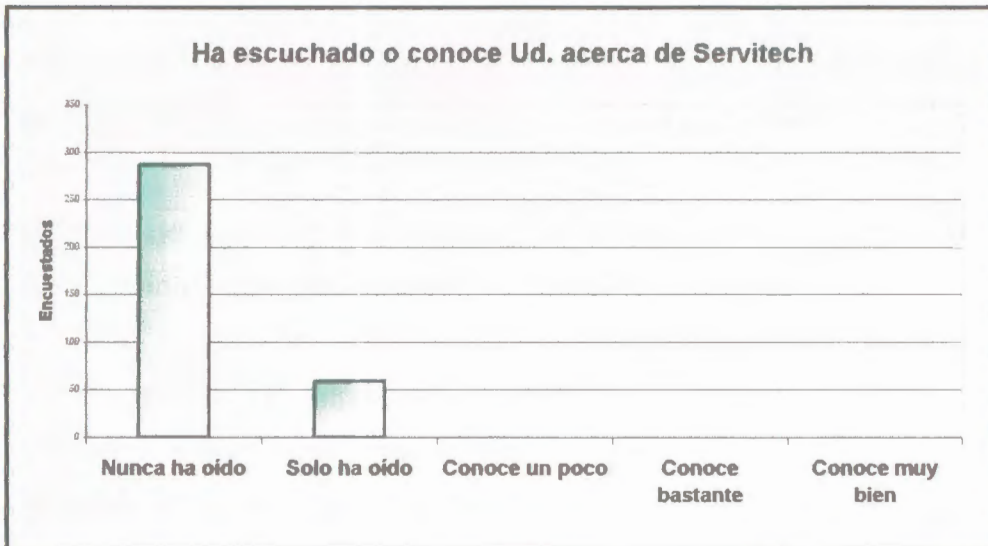 Ha escuchado o conoce Ud. acerca de Servitech
Encuestados
350
300
250
200
150
100
50
0
Nunca ha oído
Solo ha oído
Conoce un poco
Conoce bastante
Conoce muy bien